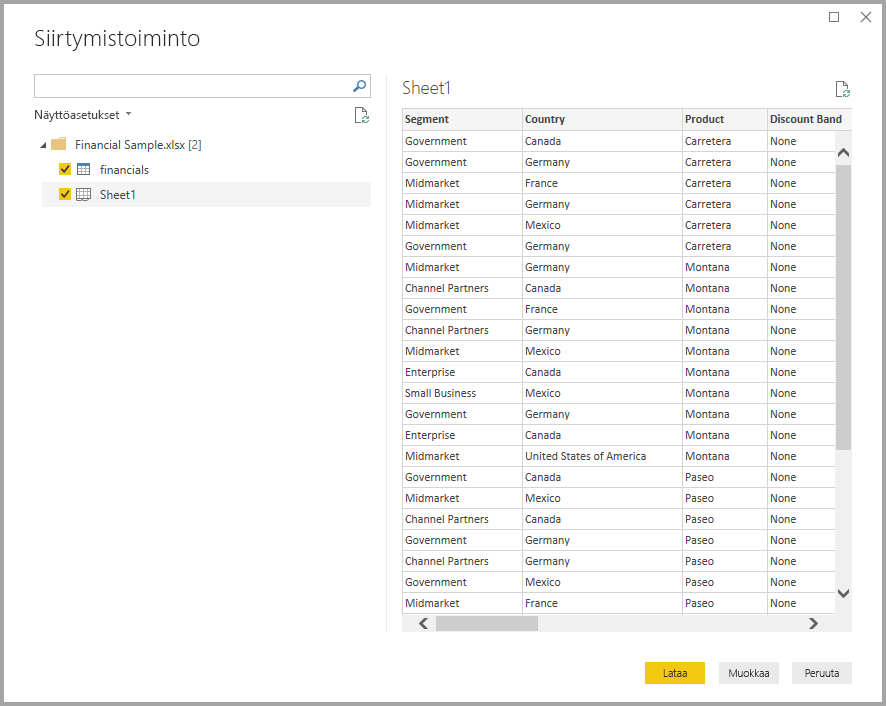 Siirtymistoiminto
Näyttöasetukset
Financial Sample.xlsx [2]
financials
Sheet1
Sheet1
Segment Country Product Discount Band
Government Canada Carretera None
Government Germany Carretera None
Midmarket France Carretera None
Midmarket Germany Carretera None
Midmarket Mexico Carretera None
Government Germany Carretera None
Midmarket Germany Montana None
Channel Partners Canada Montana None
Government France Montana None
Channel Partners Germany Montana None
Midmarket Mexico Montana None
Enterprise Canada Montana None
Small Business Mexico Montana None
Government Germany Montana None
Enterprise Canada Montana None
Midmarket United States of America Montana None
Government Canada Paseo None
Midmarket Mexico Paseo None
Channel Partners Canada Paseo None
Government Germany Paseo None
Channel Partners Germany Paseo None
Government Mexico Paseo None
Midmarket France Paseo None
Lataa Muokkaa Peruuta